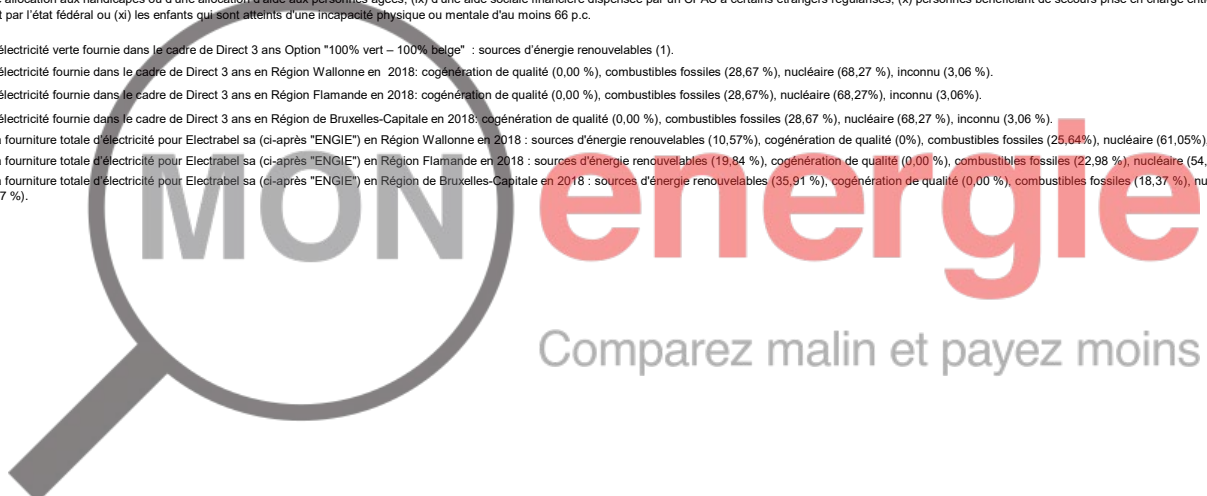 allocation aux handicapés ou d'une allocation d'aide aux personnes âgées, (ix) d'une aide sociale financière dispensée par un CPAS à certains étrangers régularisés, (x) personnes bénéficiant de secours prise en charge
t par l'état fédéral ou (xi) les enfants qui sont atteints d'une incapacité physique ou mentale d'au moins 66 p.c.
électricité verte fournie dans le cadre de Direct 3 ans Option "100% vert – 100% belge" : sources d'énergie renouvelables (1).
électricité fournie dans le cadre de Direct 3 ans en Région Wallonne en 2018: cogénération de qualité (0,00 %), combustibles fossiles (28,67 %), nucléaire (68,27 %), inconnu (3,06 %).
électricité fournie dans le cadre de Direct 3 ans en Région Flamande en 2018: cogénération de qualité (0,00 %), combustibles fossiles (28,67%), nucléaire (68,27%), inconnu (3,06%).
électricité fournie dans le cadre de Direct 3 ans en Région de Bruxelles-Capitale en 2018: cogénération de qualité (0,00 %), combustibles fossiles (28,67 %), nucléaire (68,27 %), inconnu (3,06 %).
fourniture totale d'électricité pour Electrabel sa (ci-après "ENGIE") en Région Wallonne en 2018 : sources d'énergie renouvelables (10,57%), cogénération de qualité (0%), combustibles fossiles (25,64%), nucléaire (61,05%)
fourniture totale d'électricité pour Electrabel sa (ci-après "ENGIE") en Région Flamande en 2018 : sources d'énergie renouvelables (19,84 %), cogénération de qualité (0,00 %), combustibles fossiles (22,98 %), nucléaire (54,
fourniture totale d'électricité pour Electrabel sa (ci-après "ENGIE") en Région de Bruxelles-Capitale en 2018 : sources d'énergie renouvelables (35,91 %), cogénération de qualité (0,00 %), combustibles fossiles (18,37 %), nu
7 %).
MON energie
Comparez malin et payez moins